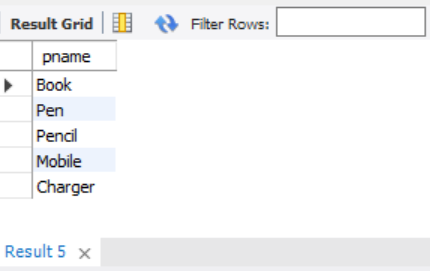 Result Grid Filter Rows:
pname
Book
Pen
Pencil
Mobile
Charger
Result 5 ×